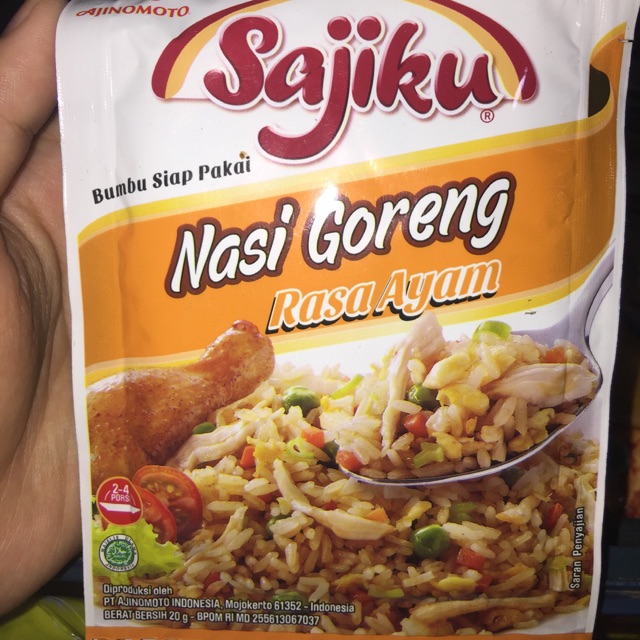 AJINOMOTO
Sajiku
®
Bumbu Siap Pakai
Nasi Goreng
Rasa Ayam
2-4
PORSI
Saran Penyajian
Diproduksi oleh
PT AJINOMOTO INDONESIA, Mojokerto 61352 - Indonesia
BERAT BERSIH 20 g - BPOM RI MD 255613067037